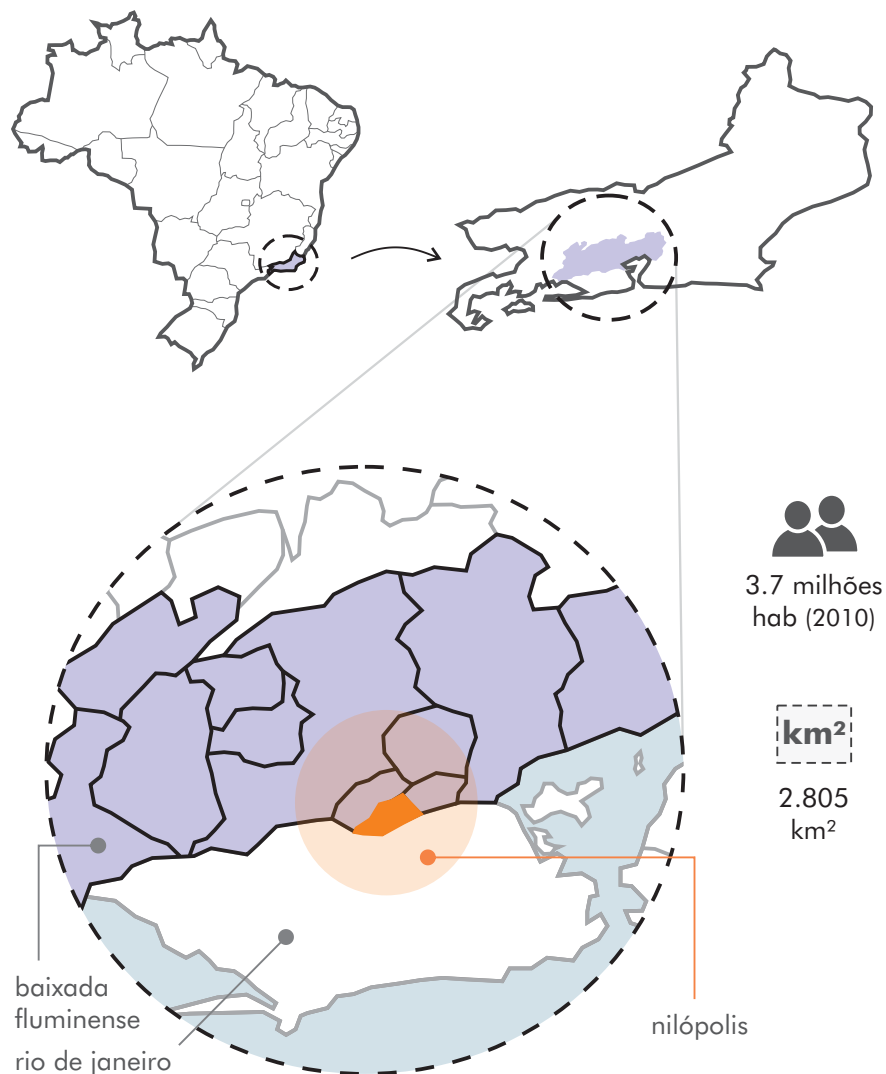 3.7 milhões
hab (2010)
km²
2.805
km²
baixada
fluminense
rio de janeiro
nilópolis